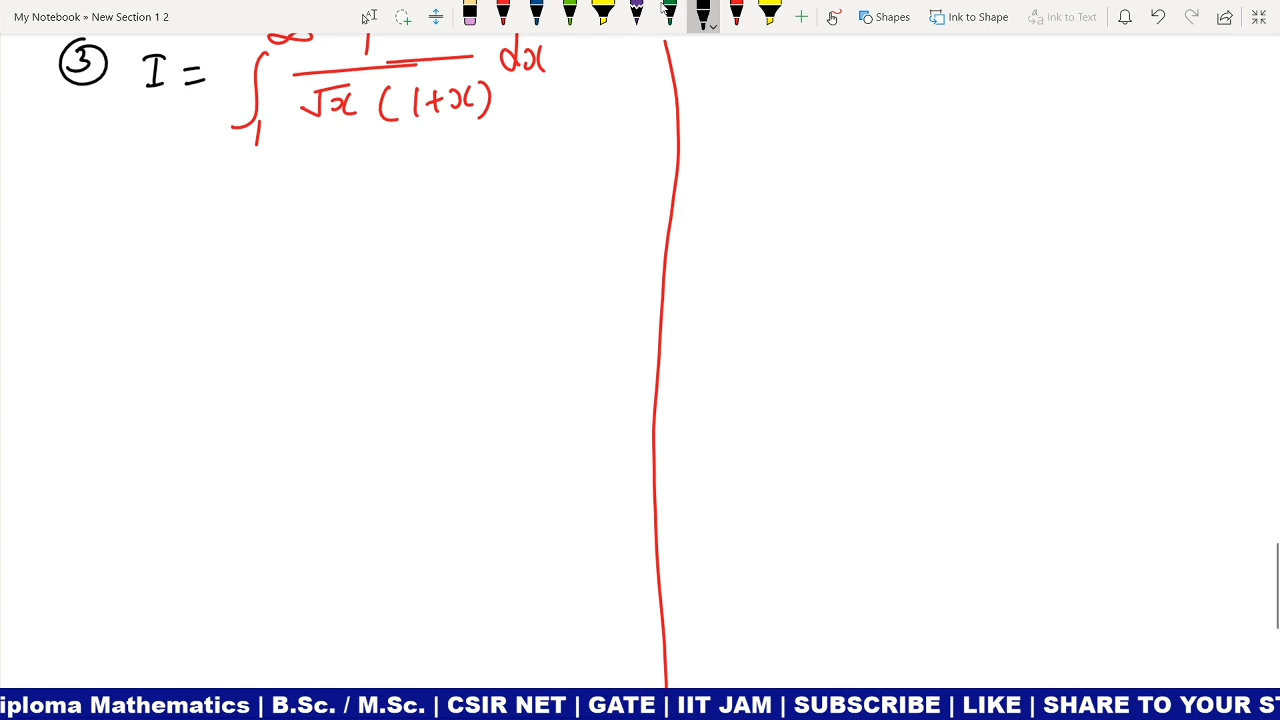 My Notebook » New Section 1 2
Shapes
Ink to Shape
Ink to Text
③ I = ∫₁^∞ 1/(√x (1+x)) dx
iploma Mathematics | B.Sc. / M.Sc. | CSIR NET | GATE | IIT JAM | SUBSCRIBE | LIKE | SHARE TO YOUR S